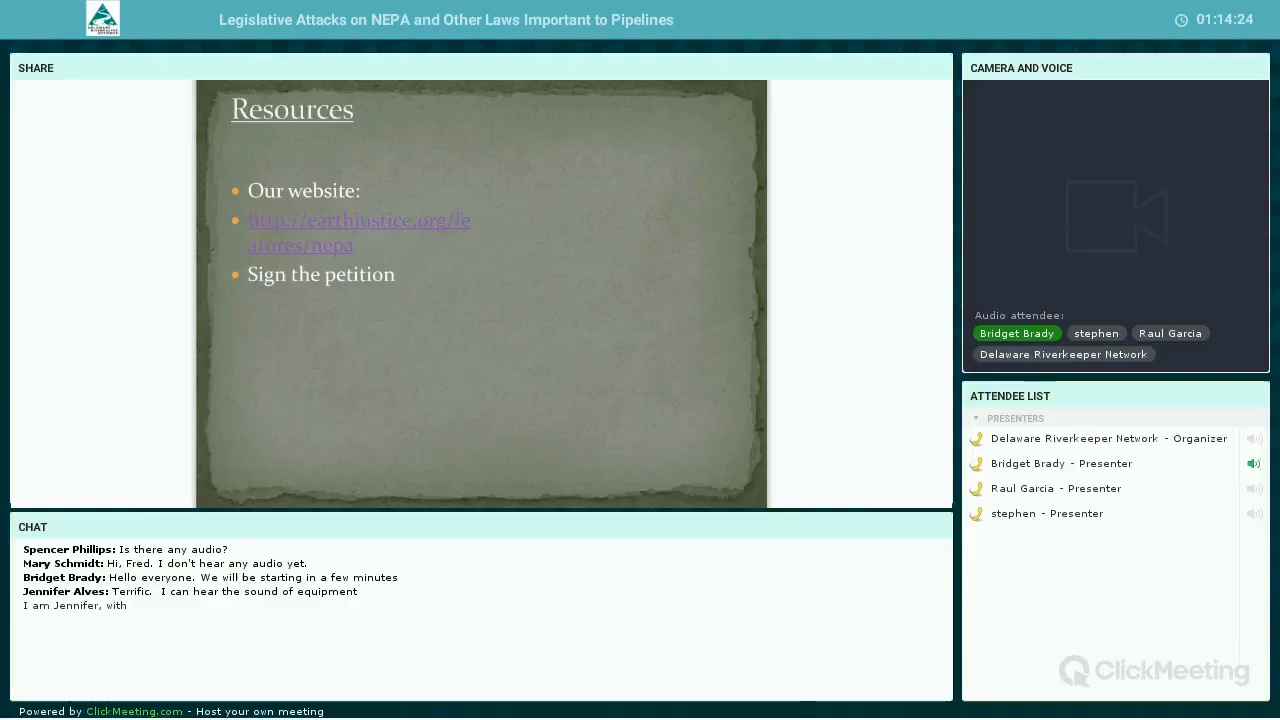 Legislative Attacks on NEPA and Other Laws Important to Pipelines
01:14:24
SHARE
Resources
Our website:
http://earthjustice.org/fe
atures/nepa
Sign the petition
CAMERA AND VOICE
Audio attendee:
Bridget Brady stephen Raul Garcia
Delaware Riverkeeper Network
ATTENDEE LIST
PRESENTERS
Delaware Riverkeeper Network - Organizer
Bridget Brady - Presenter
Raul Garcia - Presenter
stephen - Presenter
ClickMeeting
CHAT
Spencer Phillips: Is there any audio?
Mary Schmidt: Hi, Fred. I don't hear any audio yet.
Bridget Brady: Hello everyone. We will be starting in a few minutes
Jennifer Alves: Terrific. I can hear the sound of equipment
I am Jennifer, with
Powered by ClickMeeting.com - Host your own meeting